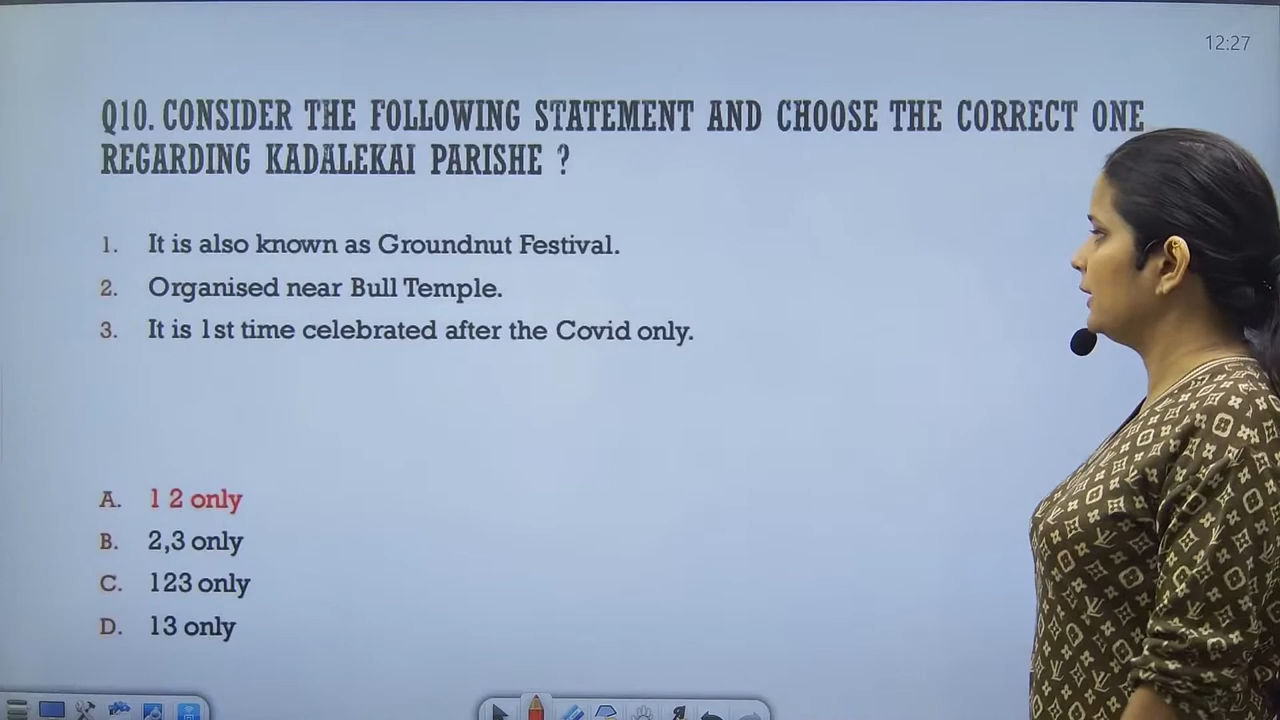 12:27
Q10. CONSIDER THE FOLLOWING STATEMENT AND CHOOSE THE CORRECT ONE
REGARDING KADALEKAI PARISHE ?
1. It is also known as Groundnut Festival.
2. Organised near Bull Temple.
3. It is 1st time celebrated after the Covid only.
A. 1 2 only
B. 2,3 only
C. 123 only
D. 13 only